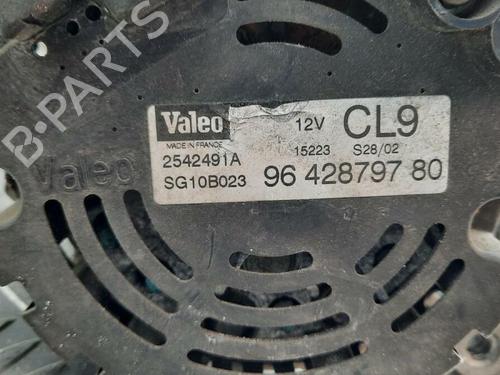 B-PARTS
Valeo 12V CL9
MADE IN FRANCE 15223 S28/02
2542491A
SG10B023 96 428797 80
Valeo